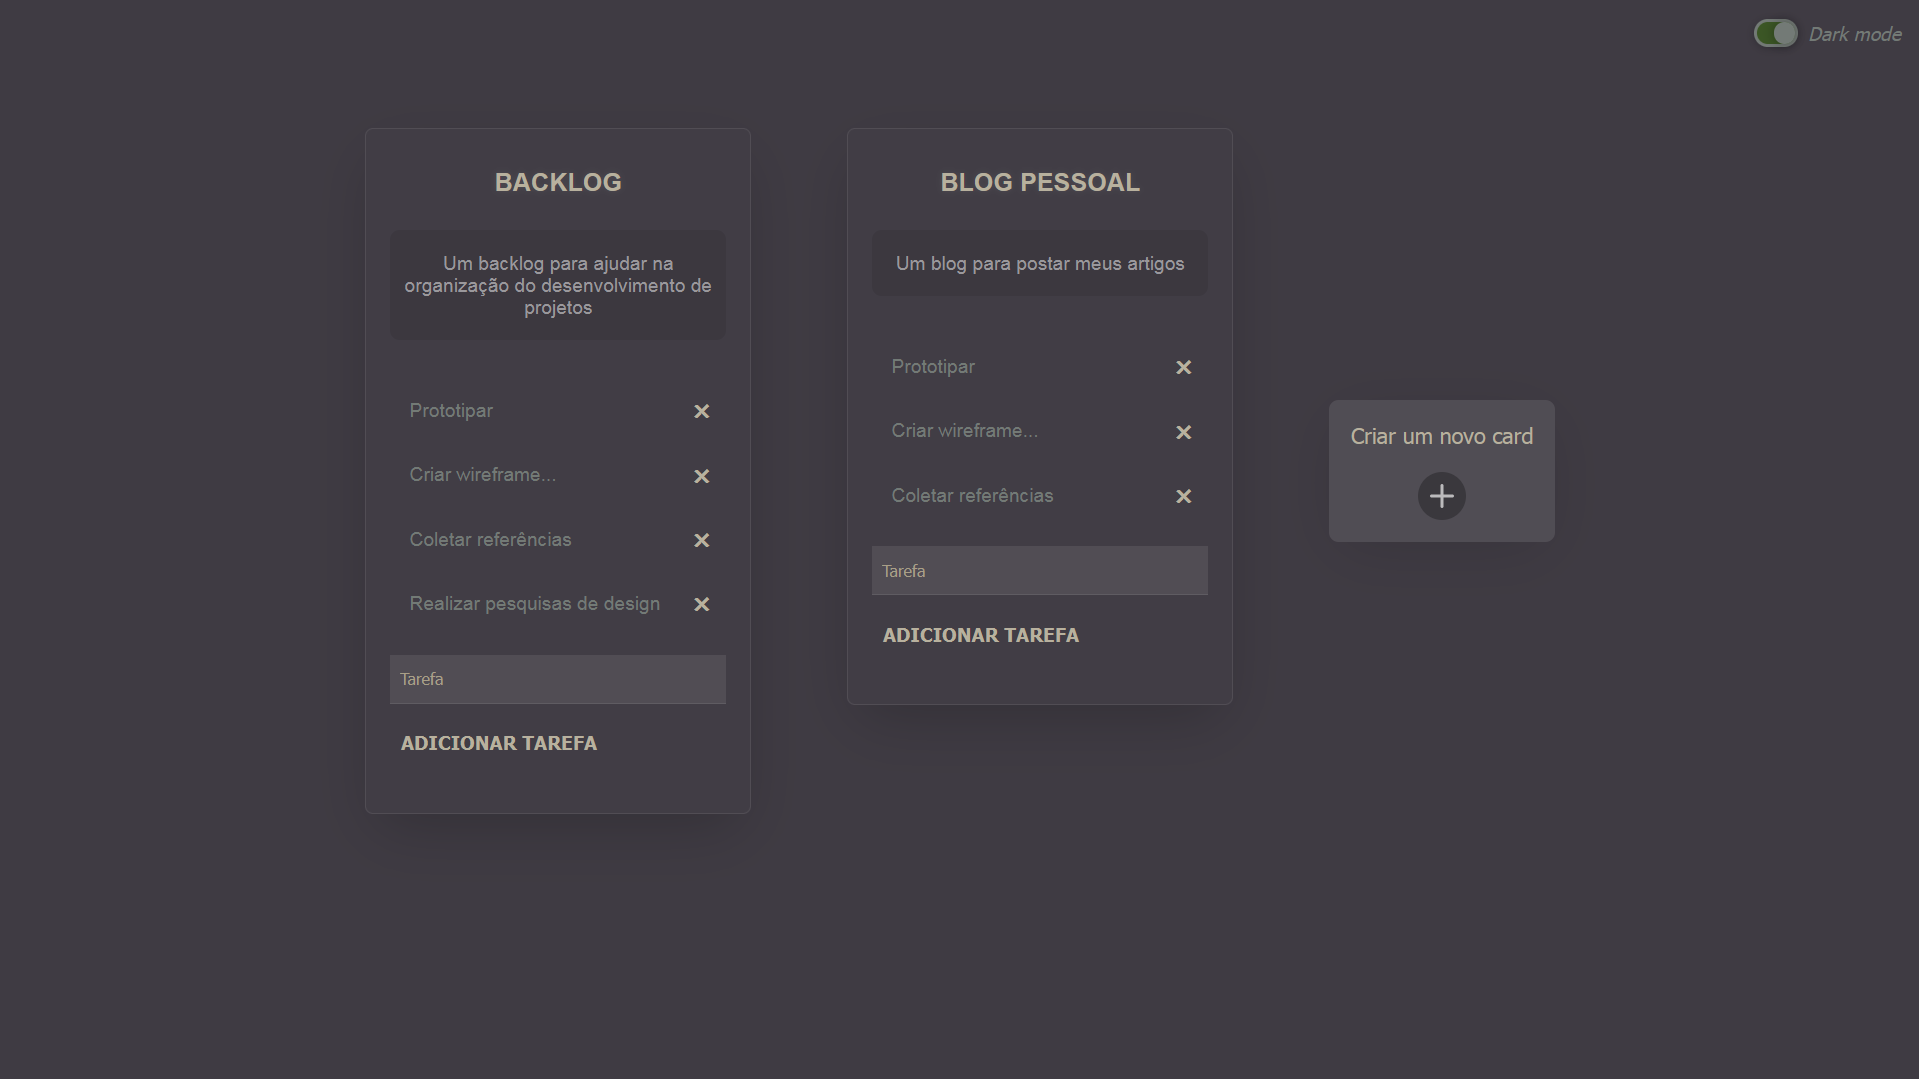 Dark mode
BACKLOG
Um backlog para ajudar na
organização do desenvolvimento de
projetos
Prototipar
Criar wireframe...
Coletar referências
Realizar pesquisas de design
Tarefa
ADICIONAR TAREFA
BLOG PESSOAL
Um blog para postar meus artigos
Prototipar
Criar wireframe...
Coletar referências
Tarefa
ADICIONAR TAREFA
Criar um novo card